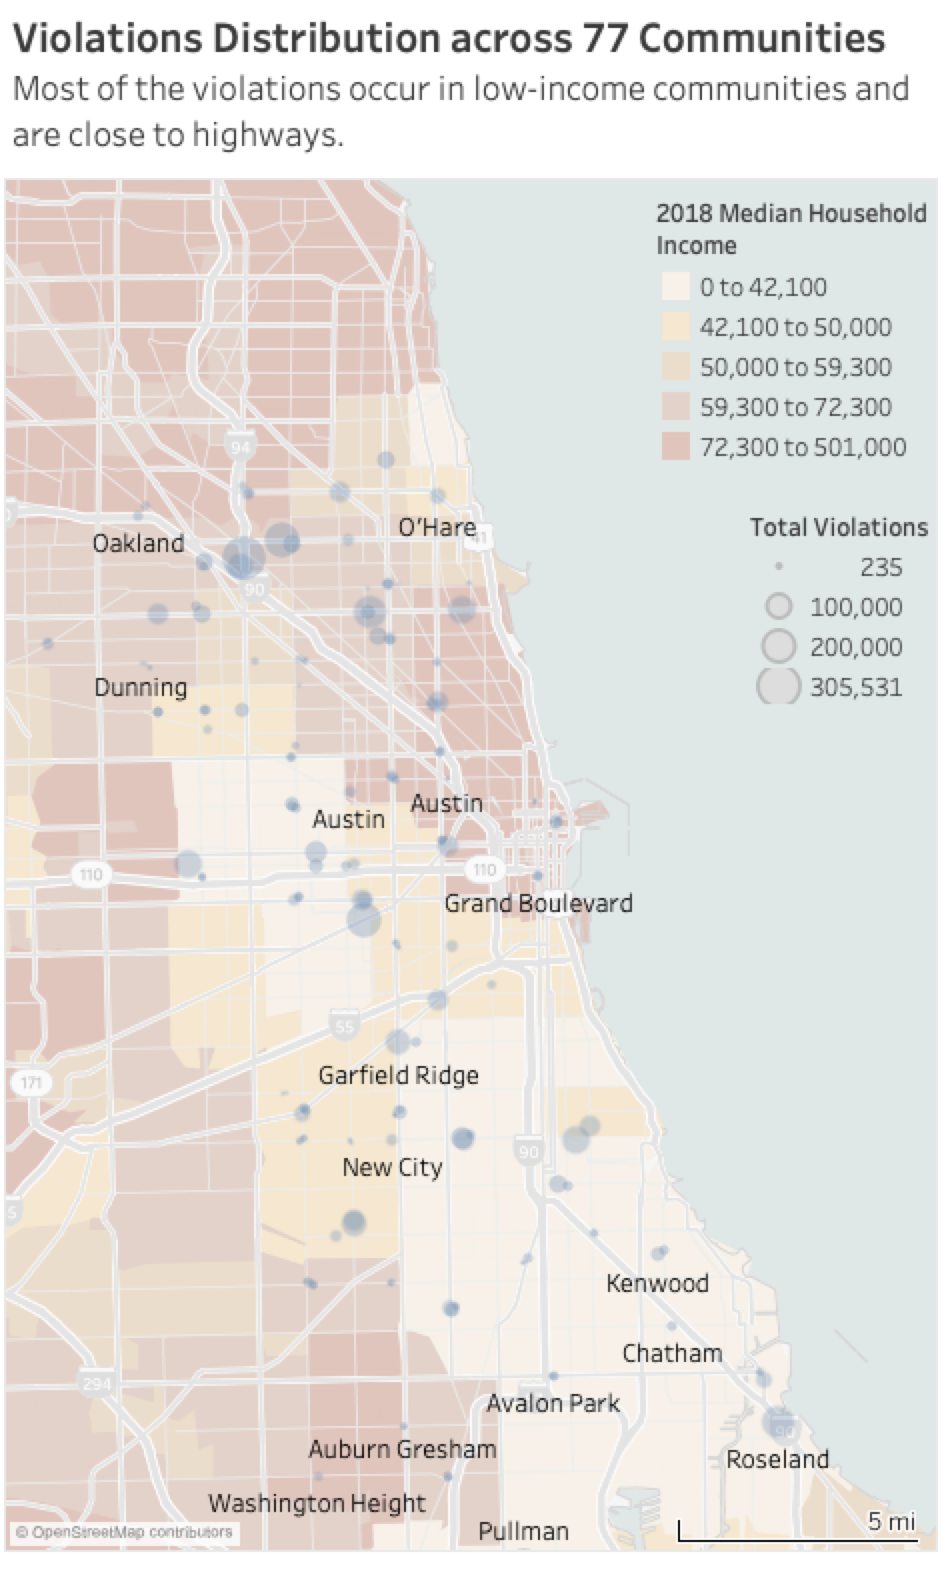 Violations Distribution across 77 Communities
Most of the violations occur in low-income communities and
are close to highways.
2018 Median Household
Income
0 to 42,100
42,100 to 50,000
50,000 to 59,300
59,300 to 72,300
72,300 to 501,000
94
Total Violations
O'Hare
41
235
Oakland
90
100,000
200,000
Dunning
305,531
Austin
Austin
110
110
Grand Boulevard
55
Garfield Ridge
171
90
New City
Kenwood
Chatham
294
Avalon Park
90
Auburn Gresham
Roseland
Washington Height
Pullman
5 mi
© OpenStreetMap contributors